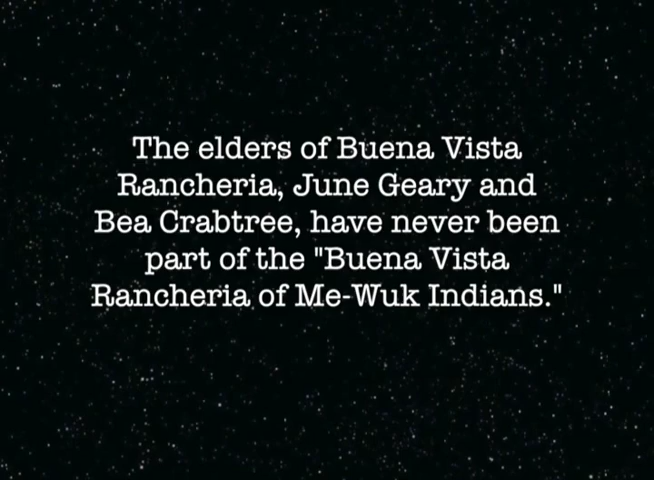 The elders of Buena Vista
Rancheria, June Geary and
Bea Crabtree, have never been
part of the "Buena Vista
Rancheria of Me-Wuk Indians."